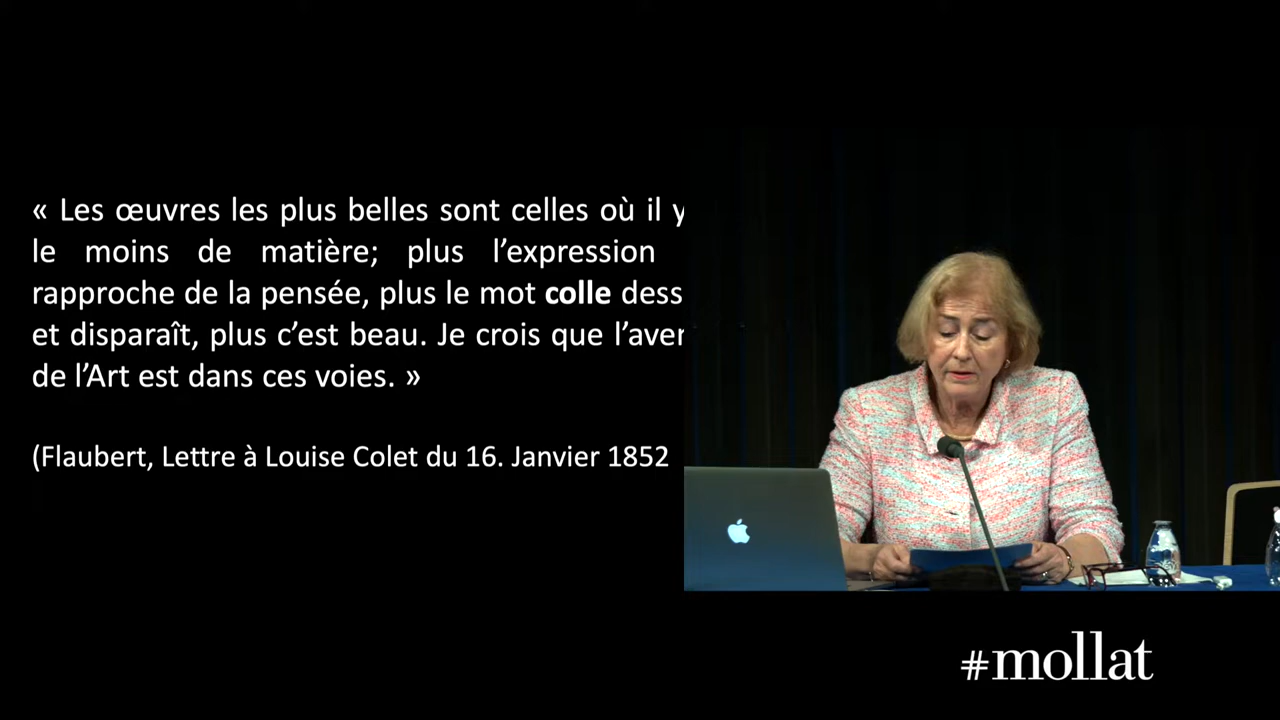 « Les œuvres les plus belles sont celles où il y
le moins de matière; plus l’expression
rapproche de la pensée, plus le mot colle dess
et disparaît, plus c’est beau. Je crois que l’aven
de l’Art est dans ces voies. »
(Flaubert, Lettre à Louise Colet du 16. Janvier 1852
#mollat